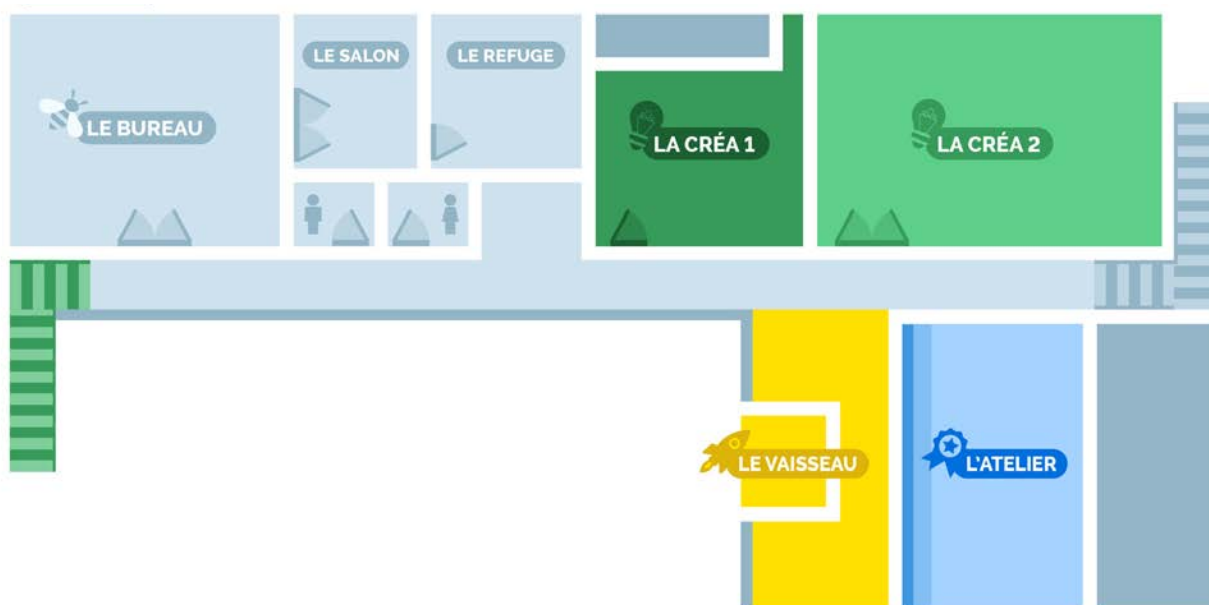 LE SALON
LE REFUGE
LE BUREAU
LA CRÉA 1
LA CRÉA 2
LE VAISSEAU
L'ATELIER